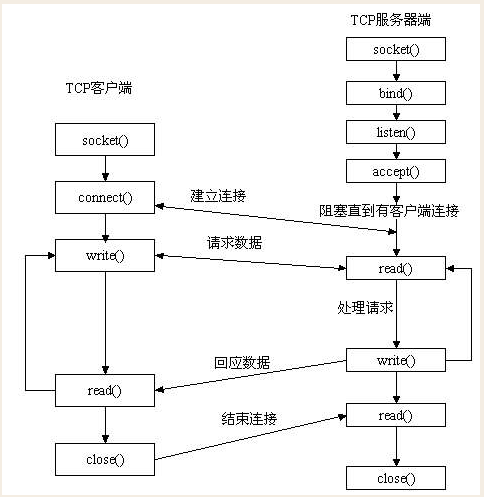 TCP服务器端
socket()
bind()
listen()
accept()
阻塞直到有客户端连接
read()
处理请求
write()
read()
close()
TCP客户端
socket()
connect()
write()
read()
close()
建立连接
请求数据
回应数据
结束连接